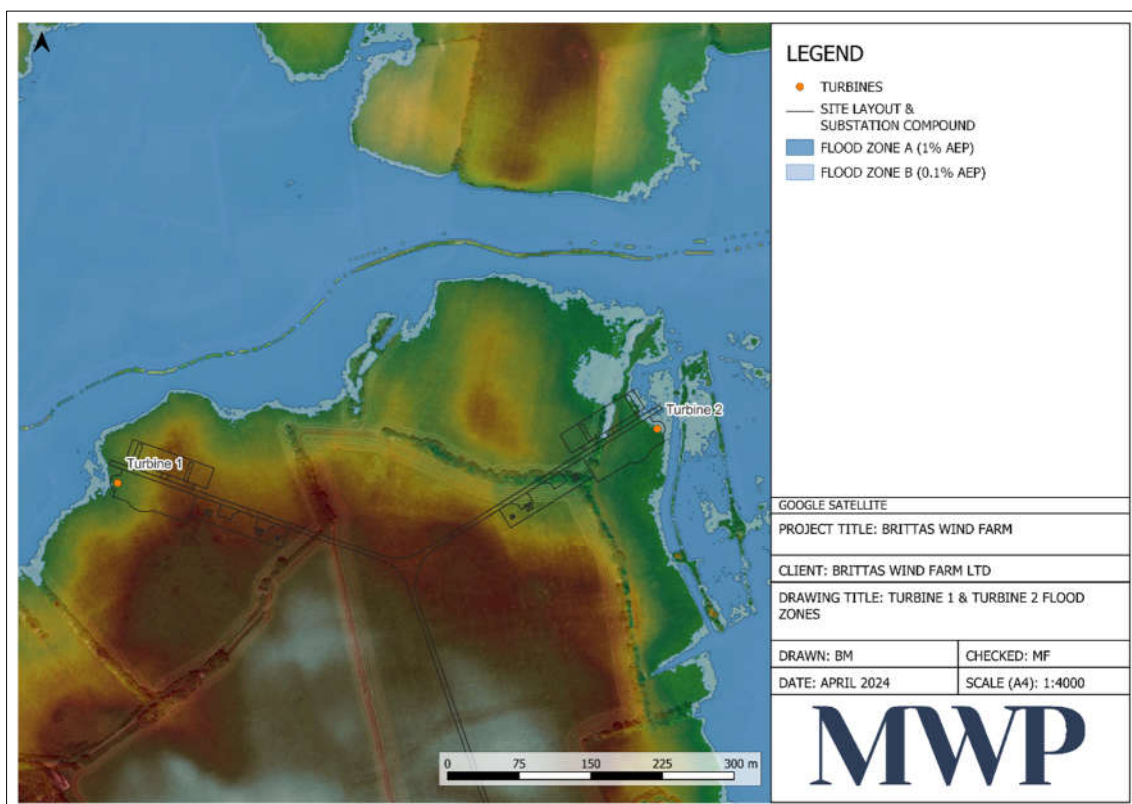 LEGEND
TURBINES
SITE LAYOUT &
SUBSTATION COMPOUND
FLOOD ZONE A (1% AEP)
FLOOD ZONE B (0.1% AEP)
Turbine 2
Turbine 1
0 75 150 225 300 m
GOOGLE SATELLITE
PROJECT TITLE: BRITTAS WIND FARM
CLIENT: BRITTAS WIND FARM LTD
DRAWING TITLE: TURBINE 1 & TURBINE 2 FLOOD
ZONES
DRAWN: BM
CHECKED: MF
DATE: APRIL 2024
SCALE (A4): 1:4000
MWP